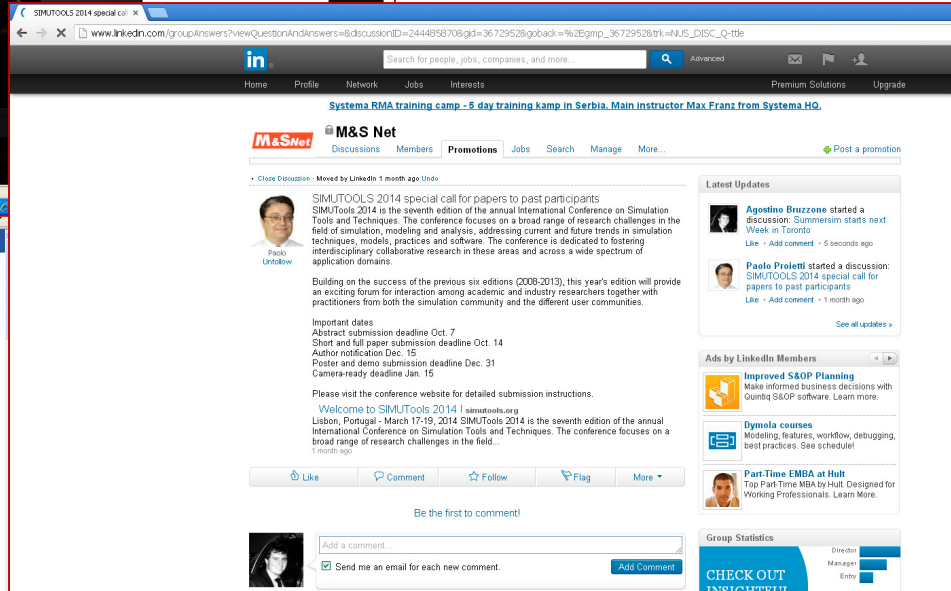 SIMUTOOLS 2014 special call
www.linkedin.com/groupAnswers?viewQuestionAndAnswers=&discussionID=244485870&gid=3672952&goback=%2Egmp_3672952&trk=NUS_DISC_Q-ttle
in
Search for people, jobs, companies, and more...
Advanced
Home Profile Network Jobs Interests Premium Solutions Upgrade
Systema RMA training camp - 5 day training kamp in Serbia. Main instructor Max Franz from Systema HQ.
M&SNet
M&S Net
Discussions Members Promotions Jobs Search Manage More... Post a promotion
Close Discussion · Moved by LinkedIn 1 month ago Undo
Paolo
Unfollow
SIMUTOOLS 2014 special call for papers to past participants
SIMUTools 2014 is the seventh edition of the annual International Conference on Simulation
Tools and Techniques. The conference focuses on a broad range of research challenges in the
field of simulation, modeling and analysis, addressing current and future trends in simulation
techniques, models, practices and software. The conference is dedicated to fostering
interdisciplinary collaborative research in these areas and across a wide spectrum of
application domains.
Building on the success of the previous six editions (2008-2013), this year's edition will provide
an exciting forum for interaction among academic and industry researchers together with
practitioners from both the simulation community and the different user communities.
Important dates
Abstract submission deadline Oct. 7
Short and full paper submission deadline Oct. 14
Author notification Dec. 15
Poster and demo submission deadline Dec. 31
Camera-ready deadline Jan. 15
Please visit the conference website for detailed submission instructions.
Welcome to SIMUTools 2014 | simutools.org
Lisbon, Portugal - March 17-19, 2014 SIMUTools 2014 is the seventh edition of the annual
International Conference on Simulation Tools and Techniques. The conference focuses on a
broad range of research challenges in the field...
1 month ago
Like Comment Follow Flag More
Be the first to comment!
Add a comment...
Send me an email for each new comment.
Add Comment
Latest Updates
Agostino Bruzzone started a
discussion: Summersim starts next
Week in Toronto
Like · Add comment · 5 seconds ago
Paolo Proietti started a discussion:
SIMUTOOLS 2014 special call for
papers to past participants
Like · Add comment · 1 month ago
See all updates »
Ads by LinkedIn Members
Improved S&OP Planning
Make informed business decisions with
Quintiq S&OP software. Learn more.
Dymola courses
Modeling, features, workflow, debugging,
best practices. See schedule!
Part-Time EMBA at Hult
Top Part-Time MBA by Hult. Designed for
Working Professionals. Learn More.
Group Statistics
CHECK OUT
INSIGHTFUL
Director
Manager
Entry